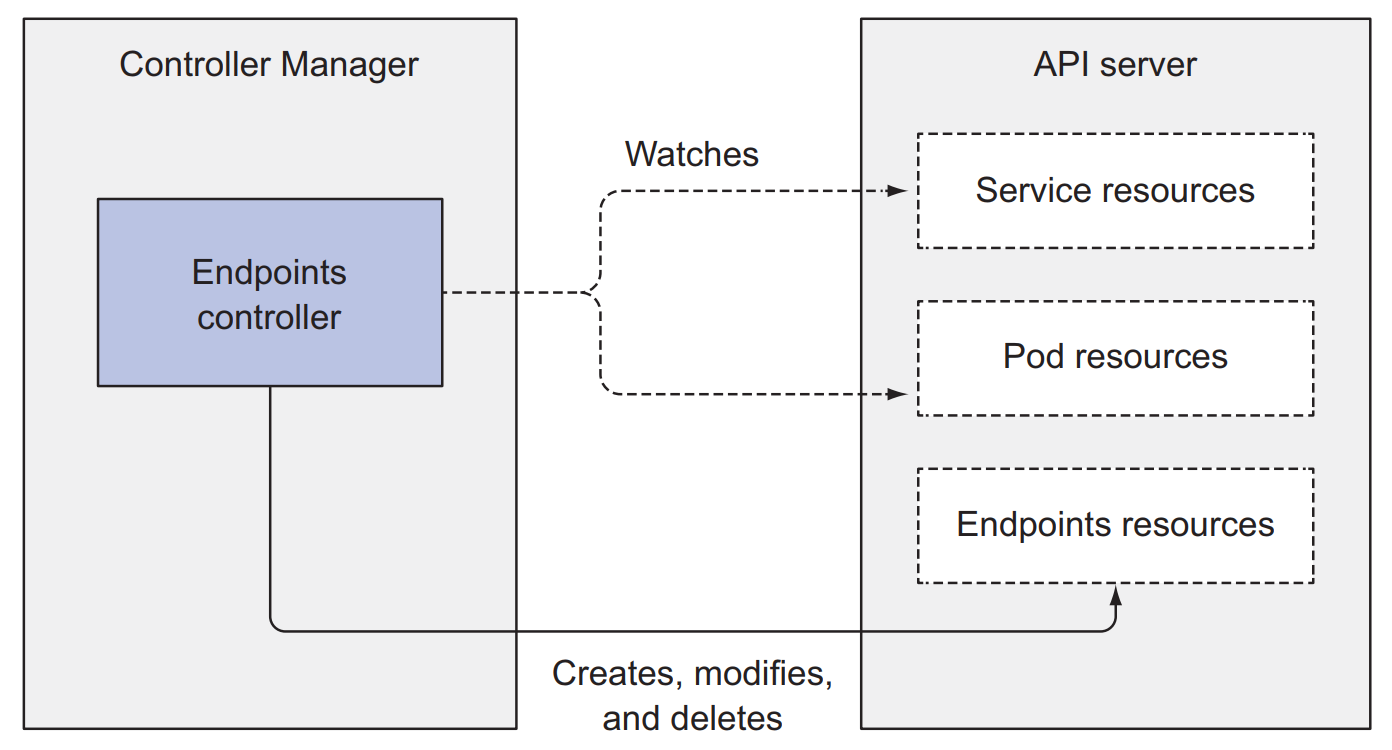 Controller Manager
API server
Watches
Service resources
Endpoints
controller
Pod resources
Endpoints resources
Creates, modifies,
and deletes